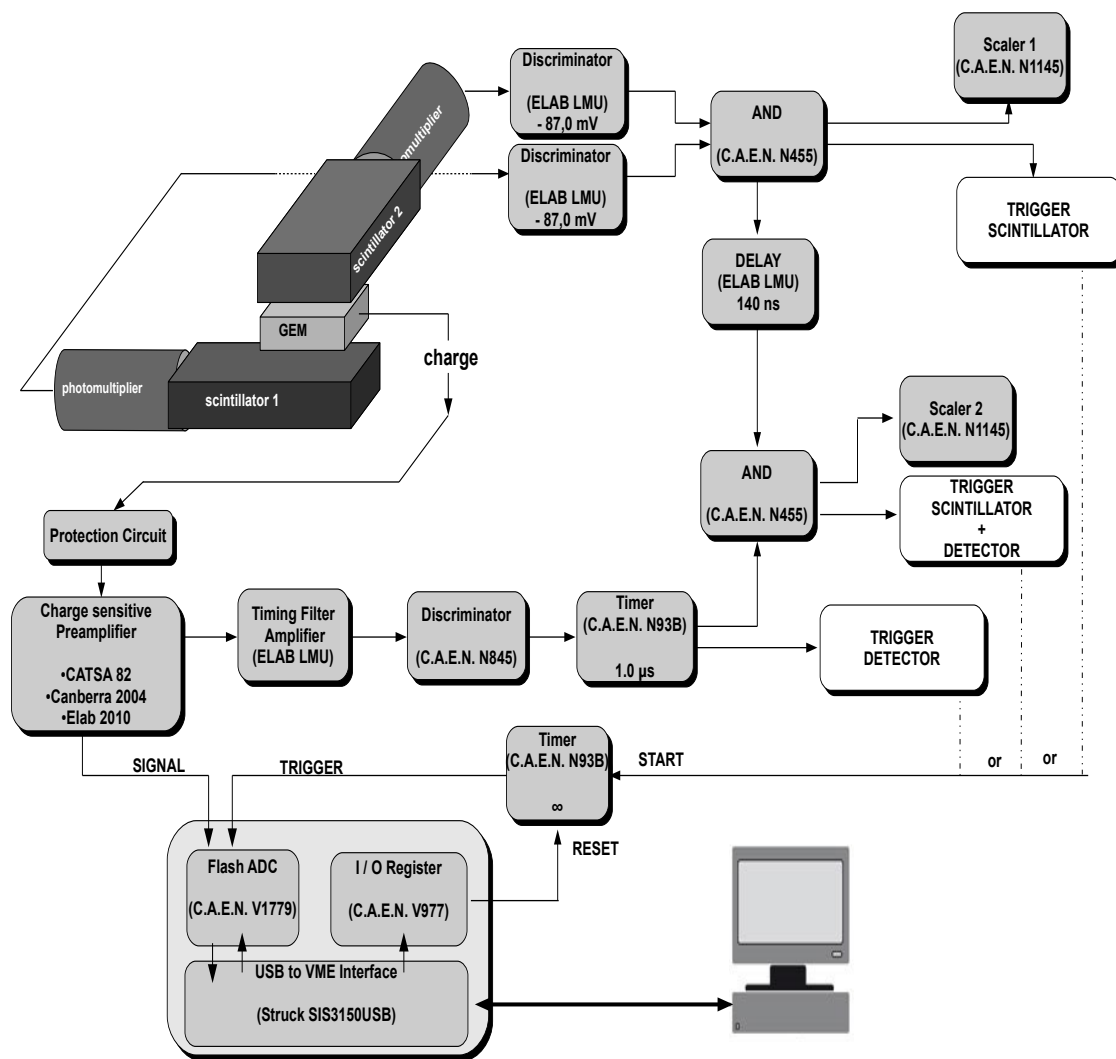 Discriminator
(ELAB LMU)
- 87,0 mV
Scaler 1
(C.A.E.N. N1145)
AND
(C.A.E.N. N455)
Discriminator
(ELAB LMU)
- 87,0 mV
scintillator 2
TRIGGER
SCINTILLATOR
DELAY
(ELAB LMU)
140 ns
GEM
charge
photomultiplier
scintillator 1
Scaler 2
(C.A.E.N. N1145)
AND
(C.A.E.N. N455)
TRIGGER
SCINTILLATOR
+
DETECTOR
Protection Circuit
Charge sensitive
Preamplifier
•CATSA 82
•Canberra 2004
•Elab 2010
Timing Filter
Amplifier
(ELAB LMU)
Discriminator
(C.A.E.N. N845)
Timer
(C.A.E.N. N93B)
1.0 µs
TRIGGER
DETECTOR
SIGNAL
TRIGGER
Timer
(C.A.E.N. N93B)
∞
START
or
or
RESET
Flash ADC
(C.A.E.N. V1779)
I / O Register
(C.A.E.N. V977)
USB to VME Interface
(Struck SIS3150USB)